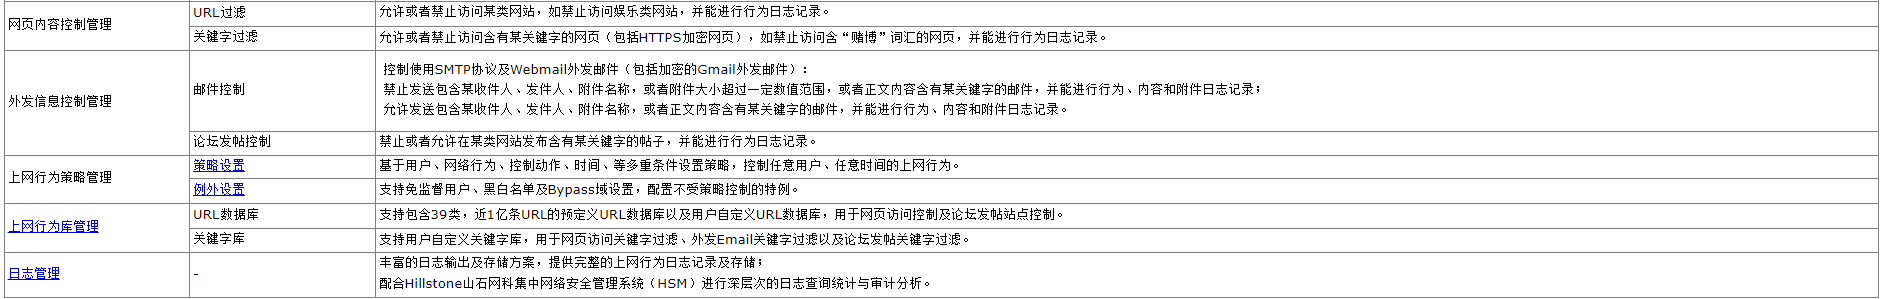 网页内容控制管理
URL过滤
允许或者禁止访问某类网站，如禁止访问娱乐类网站，并能进行行为日志记录。
关键字过滤
允许或者禁止访问含有某关键字的网页（包括HTTPS加密网页），如禁止访问含“赌博”词汇的网页，并能进行行为日志记录。
外发信息控制管理
邮件控制
控制使用SMTP协议及Webmail外发邮件（包括加密的Gmail外发邮件）：
禁止发送包含某收件人、发件人、附件名称，或者附件大小超过一定数值范围，或者正文内容含有某关键字的邮件，并能进行行为、内容和附件日志记录；
允许发送包含某收件人、发件人、附件名称，或者正文内容含有某关键字的邮件，并能进行行为、内容和附件日志记录。
论坛发帖控制
禁止或者允许在某类网站发布含有某关键字的帖子，并能进行行为日志记录。
上网行为策略管理
策略设置
基于用户、网络行为、控制动作、时间、等多重条件设置策略，控制任意用户、任意时间的上网行为。
例外设置
支持免监督用户、黑白名单及Bypass域设置，配置不受策略控制的特例。
上网行为库管理
URL数据库
支持包含39类，近1亿条URL的预定义URL数据库以及用户自定义URL数据库，用于网页访问控制及论坛发帖站点控制。
关键字库
支持用户自定义关键字库，用于网页访问关键字过滤、外发Email关键字过滤以及论坛发帖关键字过滤。
日志管理
-
丰富的日志输出及存储方案，提供完整的上网行为日志记录及存储；
配合Hillstone山石网科集中网络安全管理系统（HSM）进行深层次的日志查询统计与审计分析。